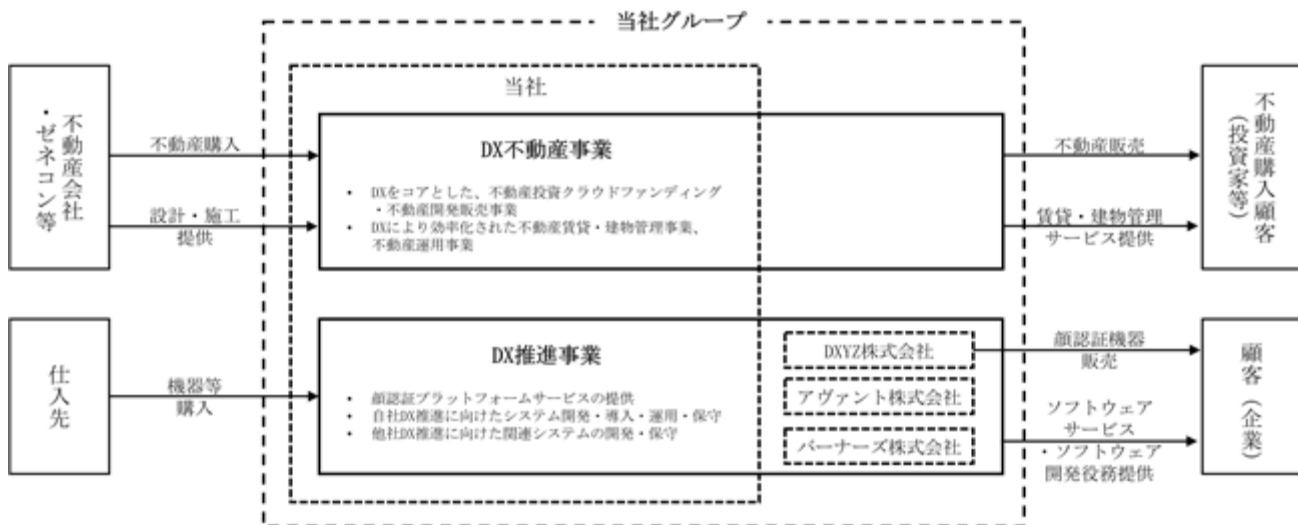 当社グループ
当社
不動産会社
・ゼネコン等
不動産購入
設計・施工
提供
DX不動産事業
• DXをコアとした、不動産投資クラウドファンディング
・不動産開発販売事業
• DXにより効率化された不動産賃貸・建物管理事業、
不動産運用事業
不動産販売
賃貸・建物管理
サービス提供
不動産購入顧客
(投資家等)
仕入先
機器等
購入
DX推進事業
• 顔認証プラットフォームサービスの提供
• 自社DX推進に向けたシステム開発・導入・運用・保守
• 他社DX推進に向けた関連システムの開発・保守
DXYZ株式会社
アヴァント株式会社
バーナーズ株式会社
顔認証機器
販売
ソフトウェア
サービス
・ソフトウェア
開発役務提供
顧客(企業)